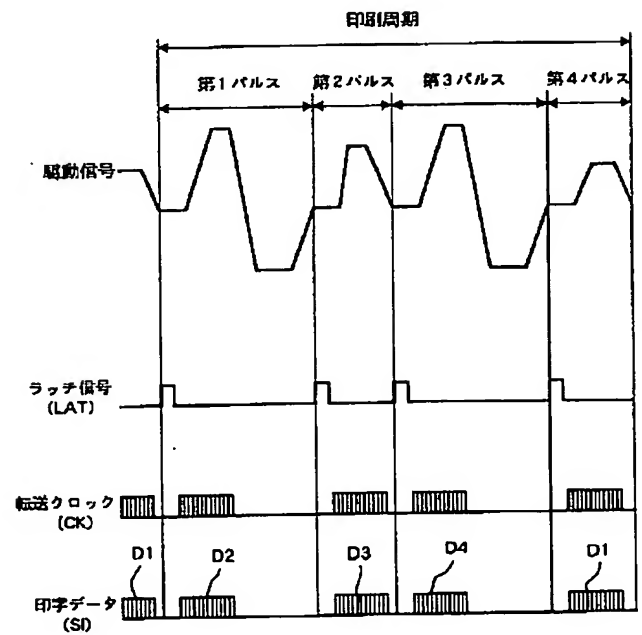 印刷周期
第1パルス
第2パルス
第3パルス
第4パルス
駆動信号
ラッチ信号
(LAT)
転送クロック
(CK)
D1
D2
D3
D4
D1
印字データ
(SI)